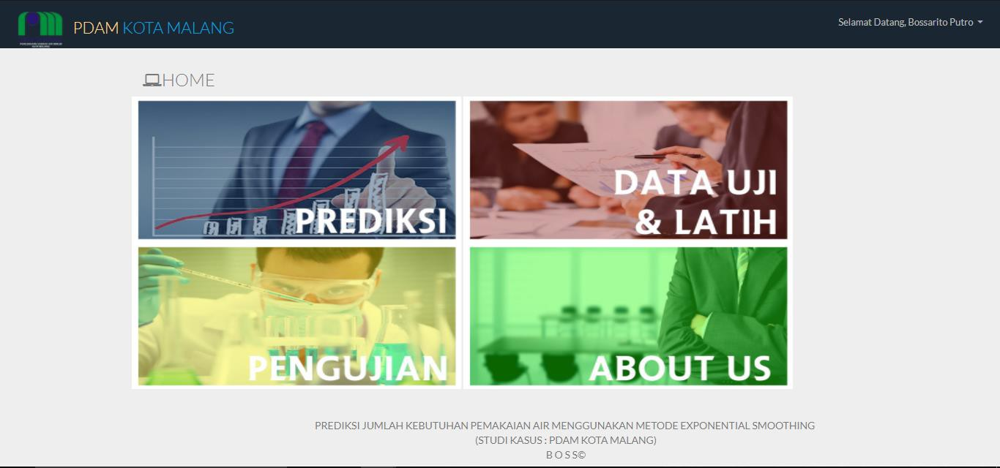 PDAM KOTA MALANG
Selamat Datang, Bossarito Putro
HOME
PREDIKSI
DATA UJI
& LATIH
PENGUJIAN
ABOUT US
PREDIKSI JUMLAH KEBUTUHAN PEMAKAIAN AIR MENGGUNAKAN METODE EXPONENTIAL SMOOTHING
(STUDI KASUS : PDAM KOTA MALANG)
B O S S©